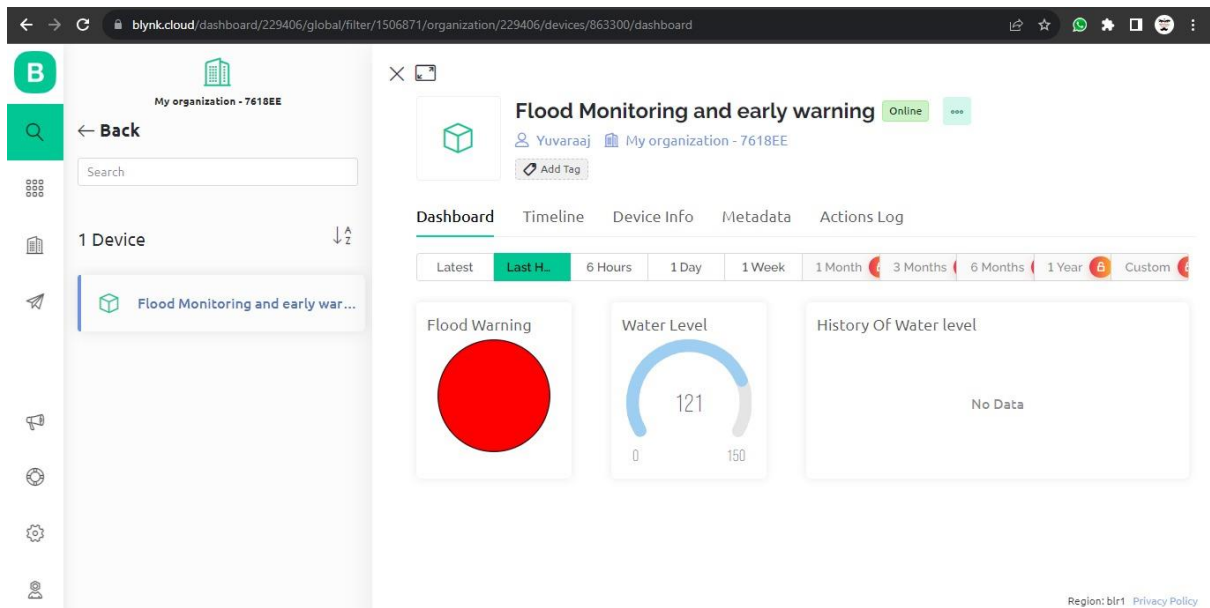 blynk.cloud/dashboard/229406/global/filter/1506871/organization/229406/devices/863300/dashboard
B
My organization - 7618EE
Back
Search
1 Device
A
Z
Flood Monitoring and early war...
Flood Monitoring and early warning
Online
Yuvaraaj
My organization - 7618EE
Add Tag
Dashboard Timeline Device Info Metadata Actions Log
Latest Last H... 6 Hours 1 Day 1 Week 1 Month 3 Months 6 Months 1 Year Custom
Flood Warning
Water Level
121
0 150
History Of Water level
No Data
Region: blr1 Privacy Policy